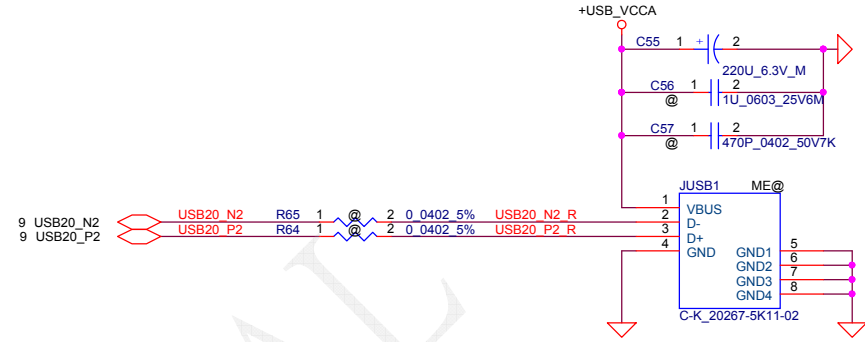 +USB_VCCA
C55 1 + 2
220U_6.3V_M
C56 1 2
@ 1U_0603_25V6M
C57 1 2
@ 470P_0402_50V7K
JUSB1 ME@
9 USB20_N2 USB20_N2 R65 1 @ 2 0_0402_5% USB20_N2_R
9 USB20_P2 USB20_P2 R64 1 @ 2 0_0402_5% USB20_P2_R
1 VBUS
2 D-
3 D+
4 GND
GND1 5
GND2 6
GND3 7
GND4 8
C-K_20267-5K11-02